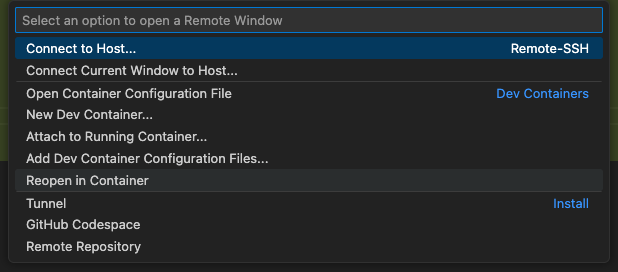 Select an option to open a Remote Window
Connect to Host... Remote-SSH
Connect Current Window to Host...
Open Container Configuration File Dev Containers
New Dev Container...
Attach to Running Container...
Add Dev Container Configuration Files...
Reopen in Container
Tunnel Install
GitHub Codespace
Remote Repository